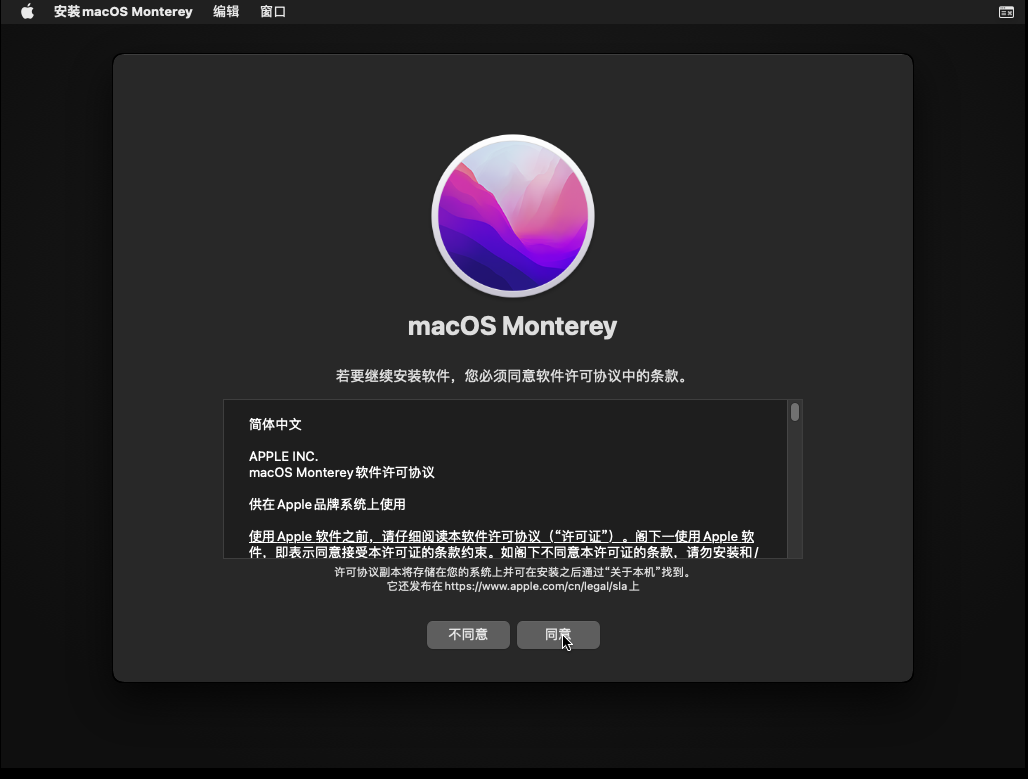 安装macOS Monterey 编辑 窗口
macOS Monterey
若要继续安装软件，您必须同意软件许可协议中的条款。
简体中文
APPLE INC.
macOS Monterey软件许可协议
供在Apple品牌系统上使用
使用Apple 软件之前，请仔细阅读本软件许可协议（“许可证”）。阁下一使用Apple 软
件，即表示同意接受本许可证的条款约束。如阁下不同意本许可证的条款，请勿安装和 /
许可协议副本将存储在您的系统上并可在安装之后通过“关于本机”找到。
它还发布在https://www.apple.com/cn/legal/sla上
不同意 同意